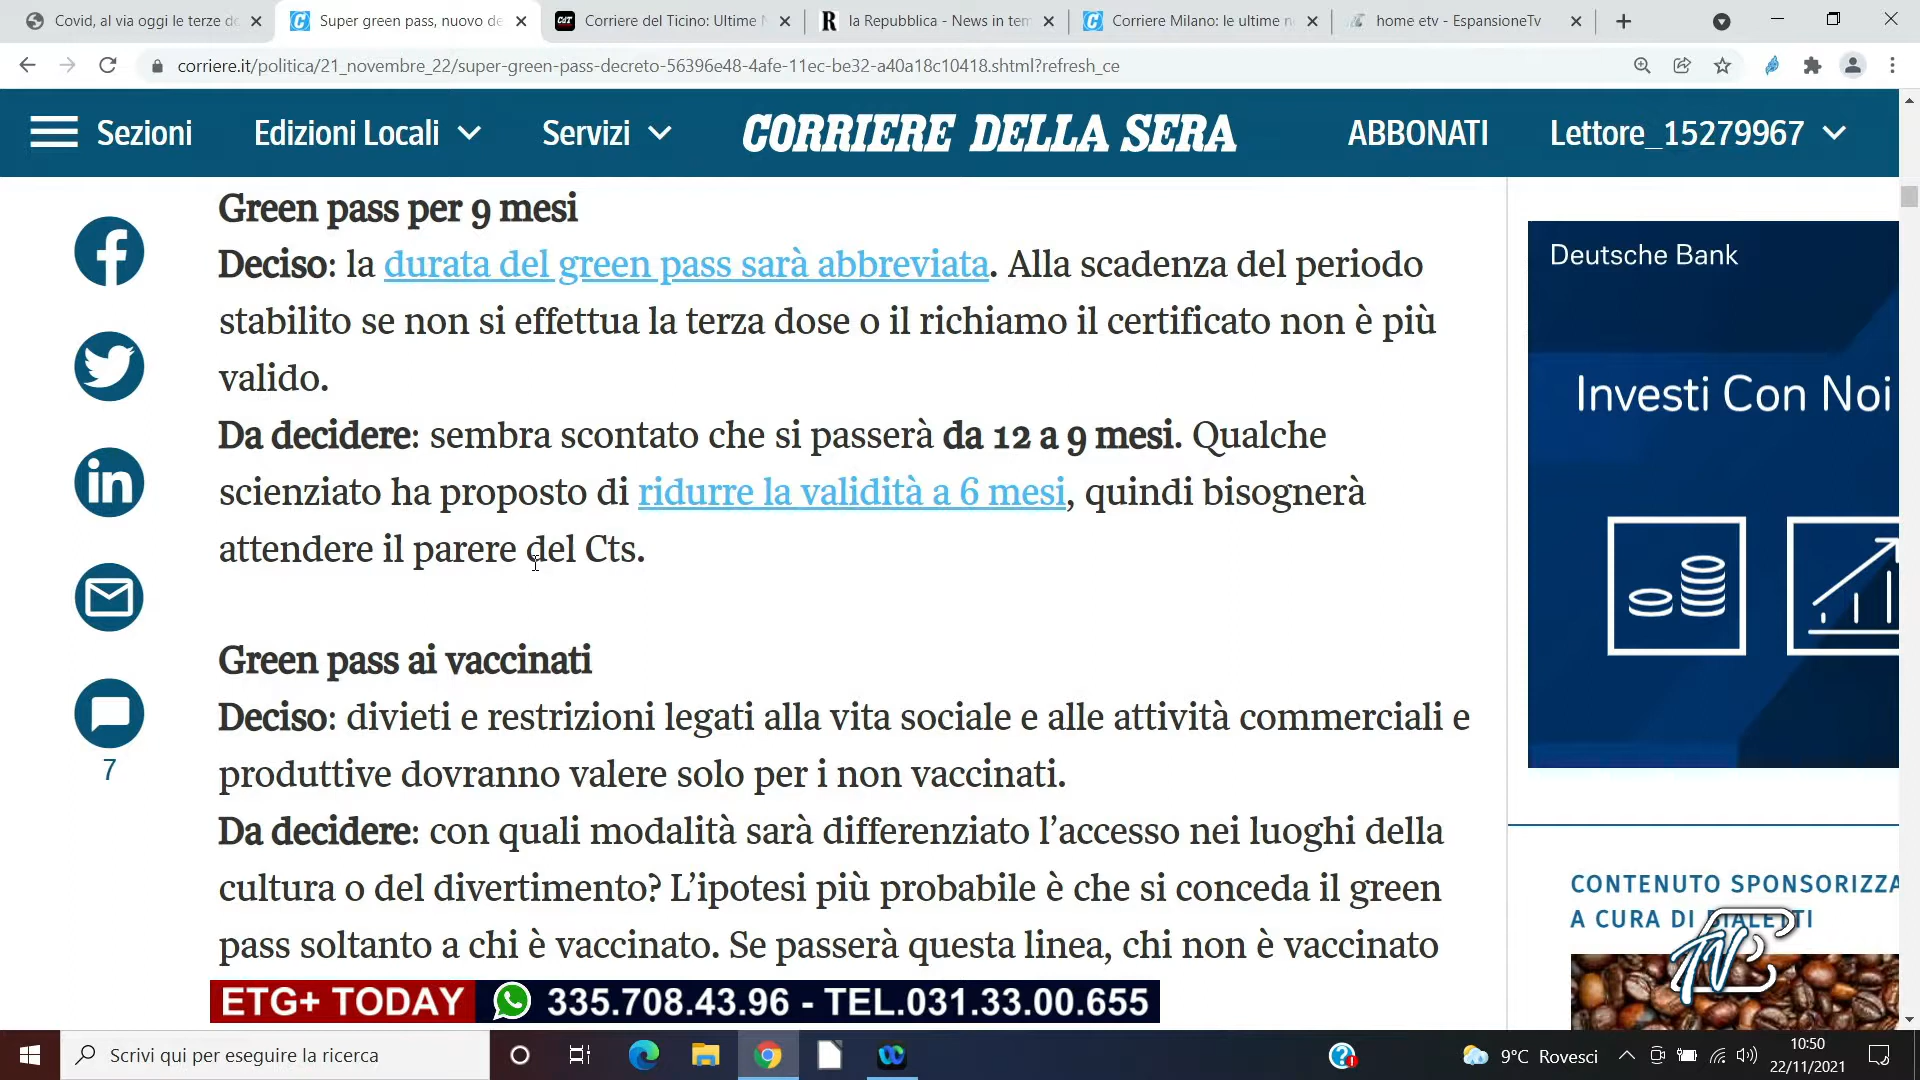 Covid, al via oggi le terze do
Super green pass, nuovo de
Corriere del Ticino: Ultime N
la Repubblica - News in tem
Corriere Milano: le ultime n
home etv - EspansioneTv
corriere.it/politica/21_novembre_22/super-green-pass-decreto-56396e48-4afe-11ec-be32-a40a18c10418.shtml?refresh_ce
Sezioni
Edizioni Locali
Servizi
CORRIERE DELLA SERA
ABBONATI
Lettore_15279967
Green pass per 9 mesi
Deciso: la durata del green pass sarà abbreviata. Alla scadenza del periodo
stabilito se non si effettua la terza dose o il richiamo il certificato non è più
valido.
Da decidere: sembra scontato che si passerà da 12 a 9 mesi. Qualche
scienziato ha proposto di ridurre la validità a 6 mesi, quindi bisognerà
attendere il parere del Cts.
Green pass ai vaccinati
Deciso: divieti e restrizioni legati alla vita sociale e alle attività commerciali e
produttive dovranno valere solo per i non vaccinati.
Da decidere: con quali modalità sarà differenziato l’accesso nei luoghi della
cultura o del divertimento? L’ipotesi più probabile è che si conceda il green
pass soltanto a chi è vaccinato. Se passerà questa linea, chi non è vaccinato
7
Deutsche Bank
Investi Con Noi
CONTENUTO SPONSORIZZA
A CURA DI BIALETTI
ETG+ TODAY
335.708.43.96 - TEL.031.33.00.655
Scrivi qui per eseguire la ricerca
9°C Rovesci
10:50
22/11/2021